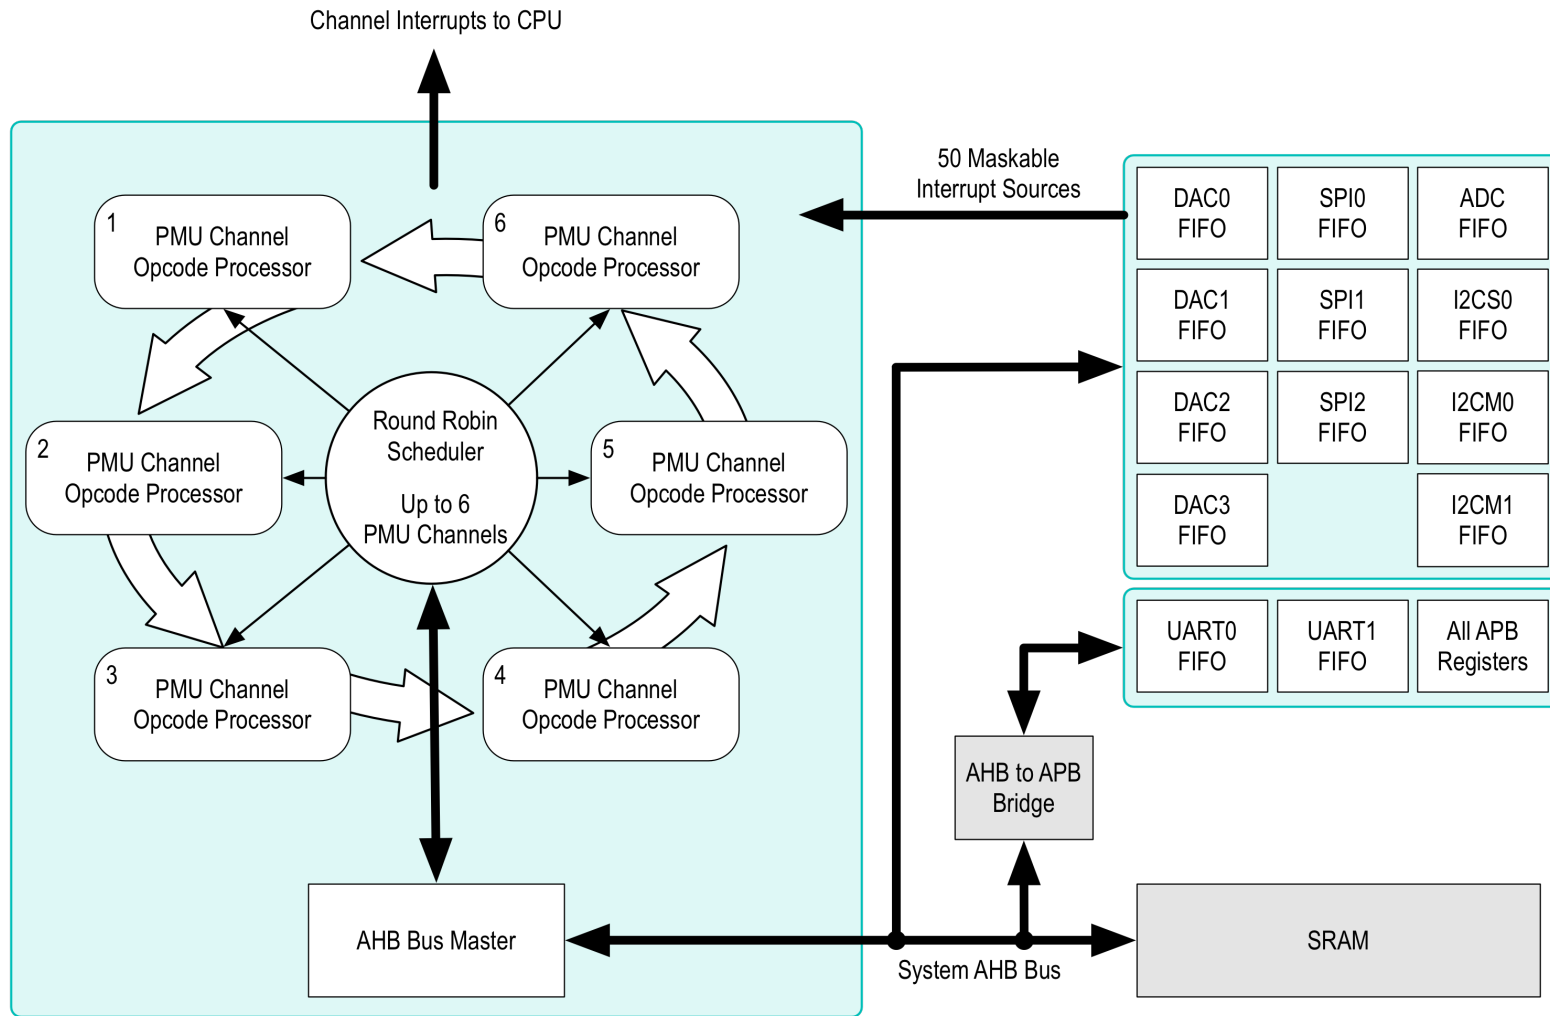 Channel Interrupts to CPU
1
PMU Channel
Opcode Processor
6
PMU Channel
Opcode Processor
2
PMU Channel
Opcode Processor
Round Robin
Scheduler
Up to 6
PMU Channels
5
PMU Channel
Opcode Processor
3
PMU Channel
Opcode Processor
4
PMU Channel
Opcode Processor
AHB Bus Master
50 Maskable
Interrupt Sources
DAC0
FIFO
SPI0
FIFO
ADC
FIFO
DAC1
FIFO
SPI1
FIFO
I2CS0
FIFO
DAC2
FIFO
SPI2
FIFO
I2CM0
FIFO
DAC3
FIFO
I2CM1
FIFO
UART0
FIFO
UART1
FIFO
All APB
Registers
AHB to APB
Bridge
System AHB Bus
SRAM